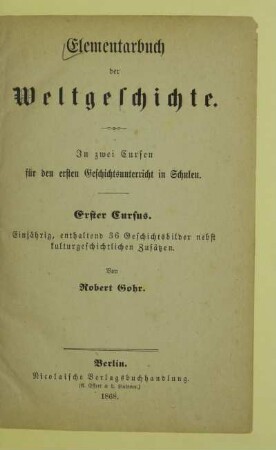 Elementarbuch
der
Weltgeschichte.
In zwei Cursen
für den ersten Geschichtsunterricht in Schulen.
Erster Cursus.
Einjährig, enthaltend 36 Geschichtsbilder nebst
kulturgeschichtlichen Zusätzen.
Von
Robert Gohr.
Berlin.
Nicolaische Verlagsbuchhandlung.
1868.